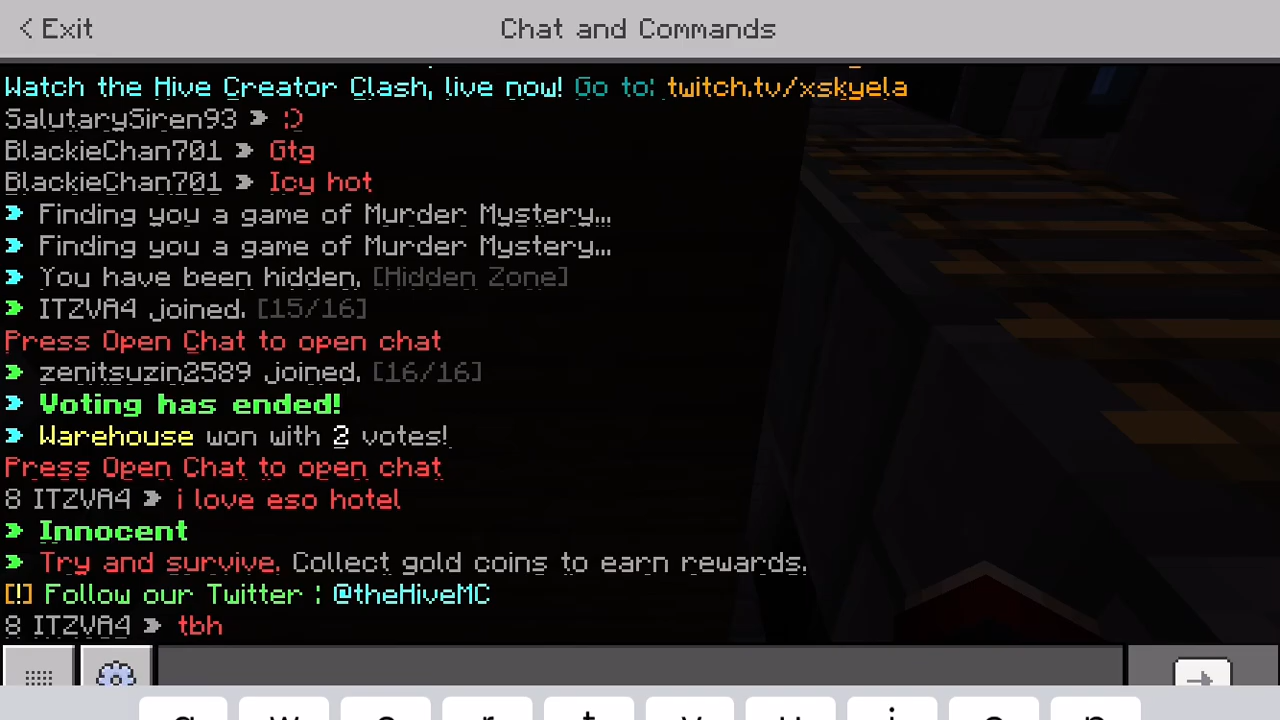 < Exit
Chat and Commands
Watch the Hive Creator Clash, live now! Go to: twitch.tv/xskyela
SalutarySiren93 » :D
BlackieChan701 » Gtg
BlackieChan701 » Icy hot
» Finding you a game of Murder Mystery...
» Finding you a game of Murder Mystery...
» You have been hidden. [Hidden Zone]
» ITZVA4 joined. [15/16]
Press Open Chat to open chat
» zenitsuzin2589 joined. [16/16]
» Voting has ended!
» Warehouse won with 2 votes!
Press Open Chat to open chat
8 ITZVA4 » i love eso hotel
» Innocent
» Try and survive. Collect gold coins to earn rewards.
[!] Follow our Twitter : @theHiveMC
8 ITZVA4 » tbh
q w e r t y u i o p